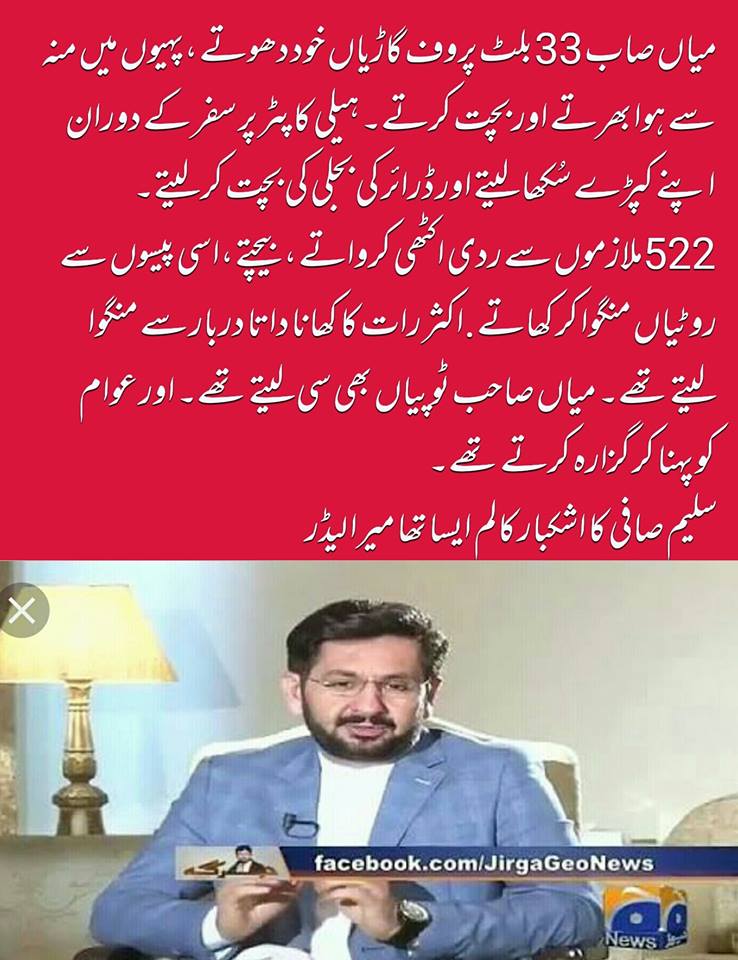 میاں صاب 33 بلٹ پروف گاڑیاں خود دھوتے ، پہیوں میں منہ
سے ہوا بھرتے اور بچت کرتے۔ ہیلی کاپٹر پر سفر کے دوران
اپنے کپڑے سُکھا لیتے اور ڈرائر کی بجلی کی بچت کر لیتے۔
522 ملازموں سے ردی اکٹھی کرواتے ، بیچتے ، اسی پیسوں سے
روٹیاں منگوا کر کھاتے . اکثر رات کا کھانا داتا دربار سے منگوا
لیتے تھے۔ میاں صاحب ٹوپیاں بھی سی لیتے تھے۔ اور عوام
کو پہنا کر گزارہ کرتے تھے۔
سلیم صافی کا اشکبار کالم ایسا تھا میرا لیڈر
جرگہ
facebook.com/JirgaGeoNews
News نیوز